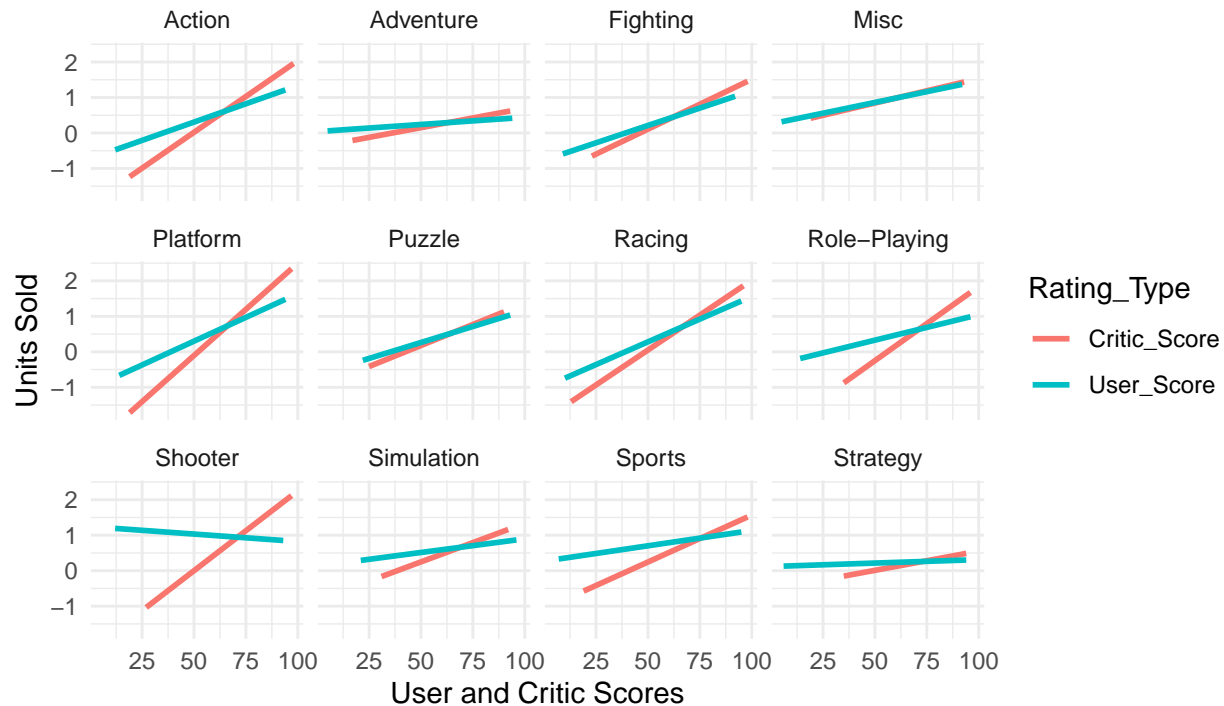 Action Adventure Fighting Misc
2
1
0
−1
Platform Puzzle Racing Role−Playing
2
1
0
−1
Shooter Simulation Sports Strategy
2
1
0
−1
25 50 75 100 25 50 75 100 25 50 75 100 25 50 75 100
User and Critic Scores
Units Sold
Rating_Type
Critic_Score
User_Score